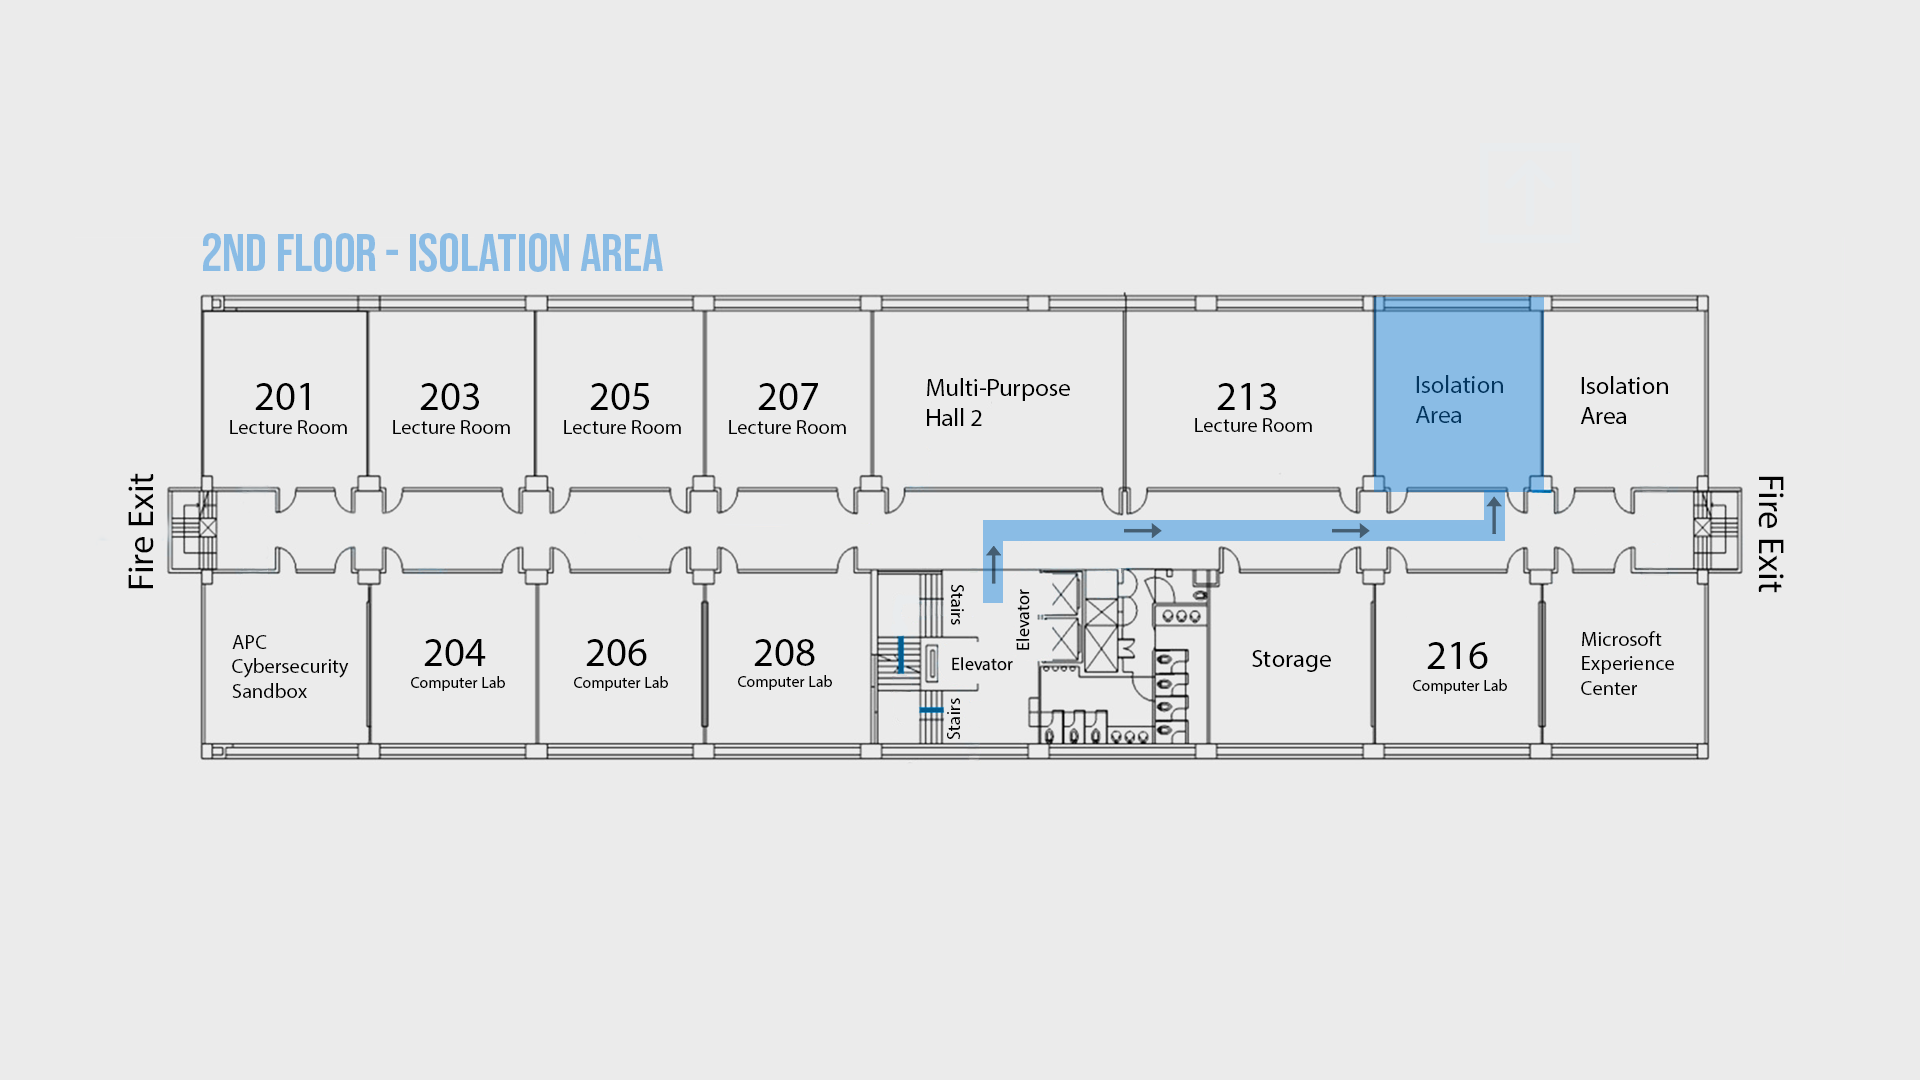 2ND FLOOR - ISOLATION AREA
201
Lecture Room
203
Lecture Room
205
Lecture Room
207
Lecture Room
Multi-Purpose
Hall 2
213
Lecture Room
Isolation
Area
Isolation
Area
Fire Exit
Fire Exit
APC
Cybersecurity
Sandbox
204
Computer Lab
206
Computer Lab
208
Computer Lab
Stairs
Elevator
Elevator
Stairs
Storage
216
Computer Lab
Microsoft
Experience
Center